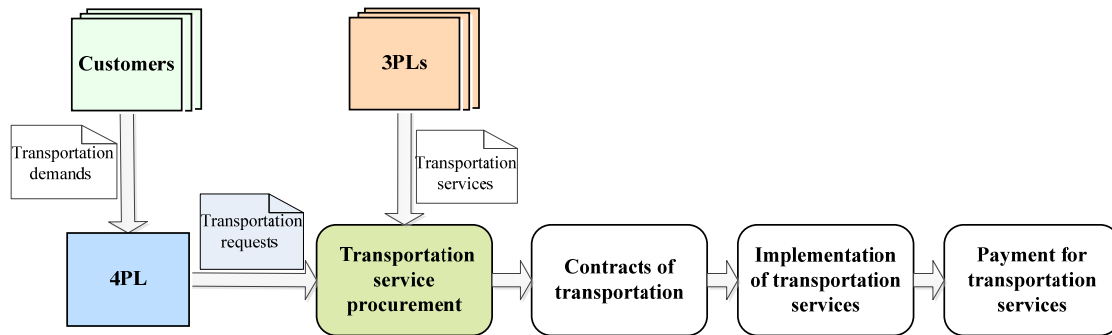 Customers
3PLs
Transportation
demands
Transportation
services
Transportation
requests
4PL
Transportation
service
procurement
Contracts of
transportation
Implementation
of transportation
services
Payment for
transportation
services